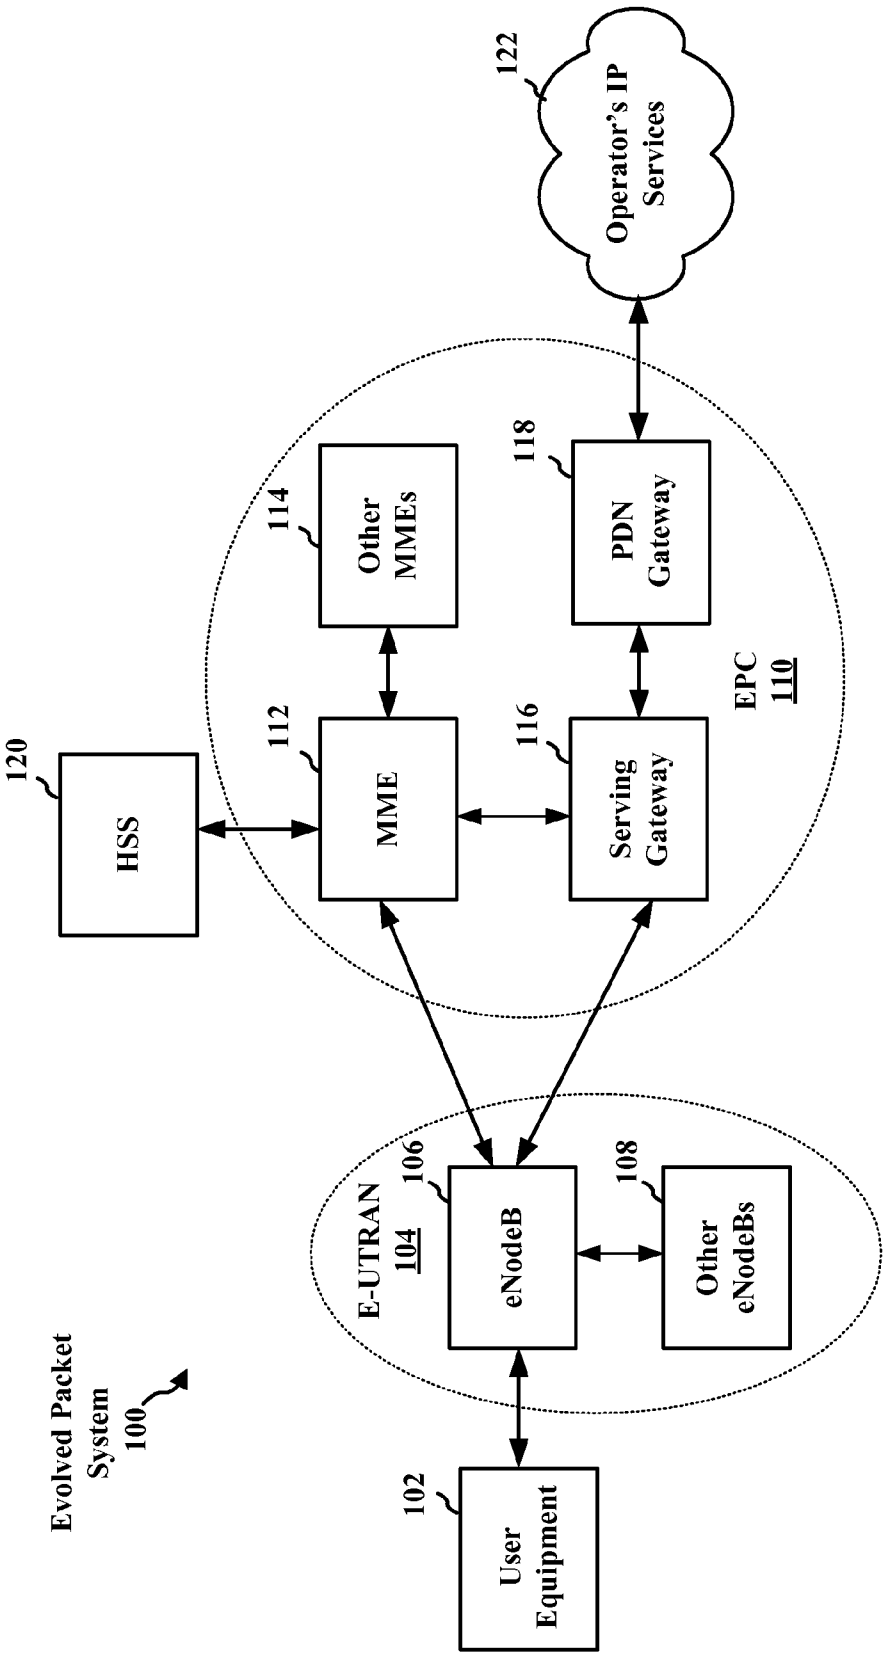 Evolved Packet
System
100
102
User
Equipment
E-UTRAN
104
106
eNodeB
108
Other
eNodeBs
120
HSS
112
MME
114
Other
MMEs
116
Serving
Gateway
118
PDN
Gateway
EPC
110
122
Operator's IP
Services